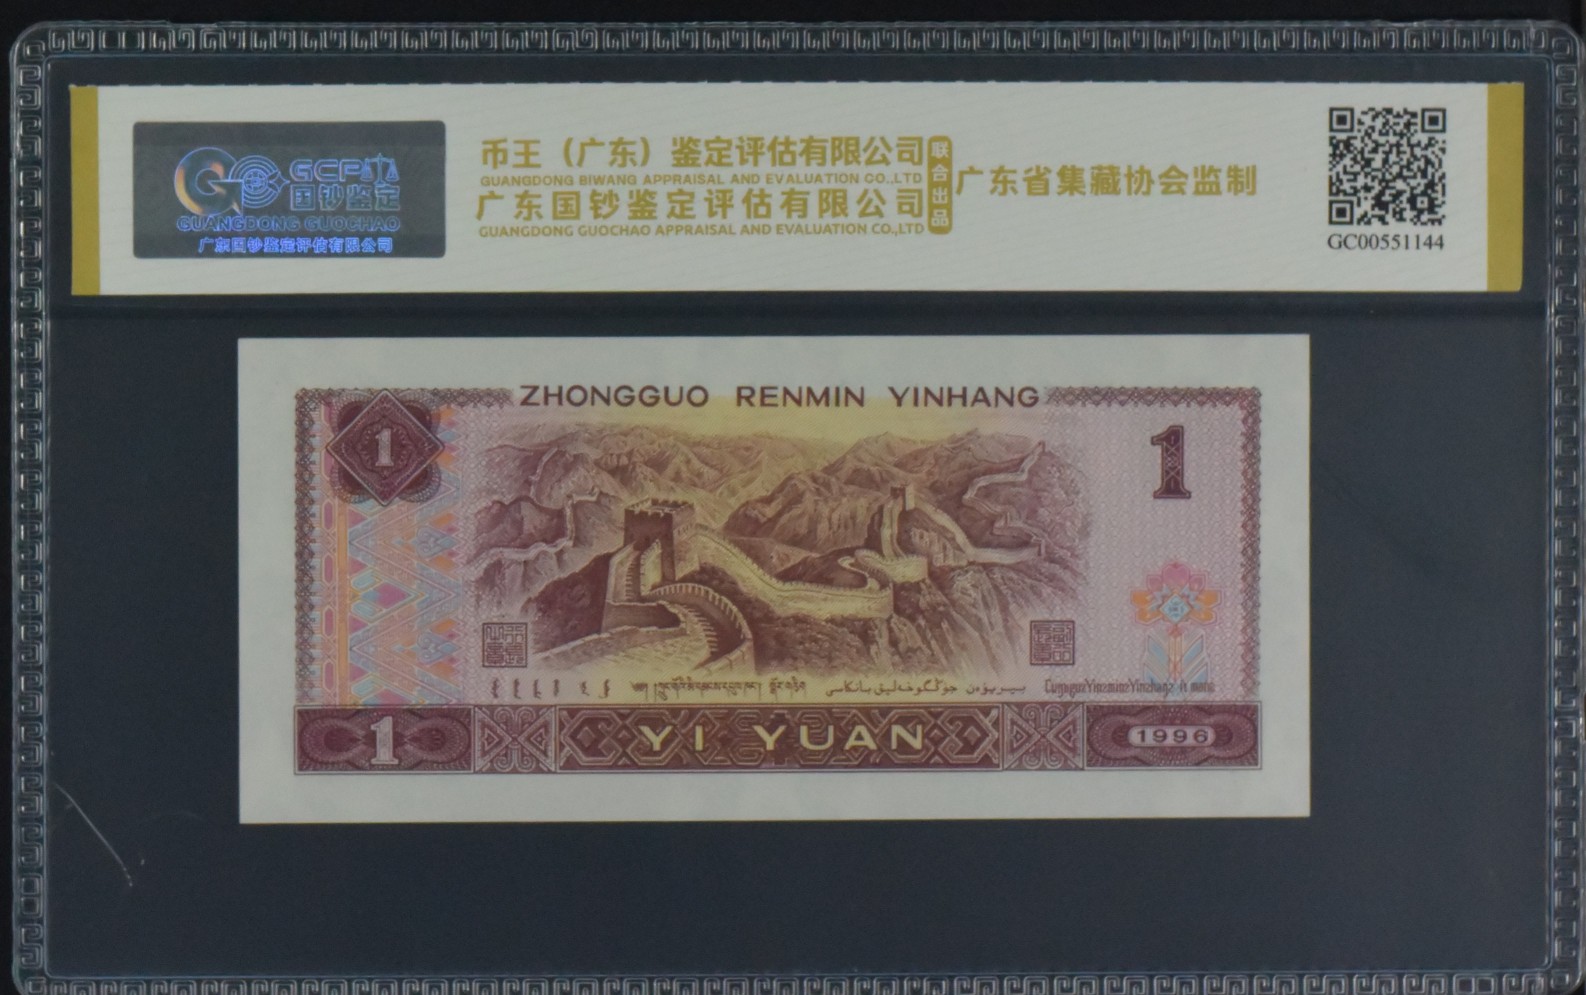 GCP
国钞鉴定
GUANGDONG GUOCHAO
广东国钞鉴定评估有限公司
币王（广东）鉴定评估有限公司
GUANGDONG BIWANG APPRAISAL AND EVALUATION CO.,LTD
广东国钞鉴定评估有限公司
GUANGDONG GUOCHAO APPRAISAL AND EVALUATION CO.,LTD
联合出品
广东省集藏协会监制
GC00551144
ZHONGGUO RENMIN YINHANG
1
1
1
YI YUAN
1996